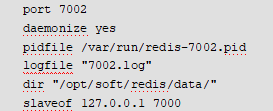 port 7002
daemonize yes
pidfile /var/run/redis-7002.pid
logfile "7002.log"
dir "/opt/soft/redis/data/"
slaveof 127.0.0.1 7000